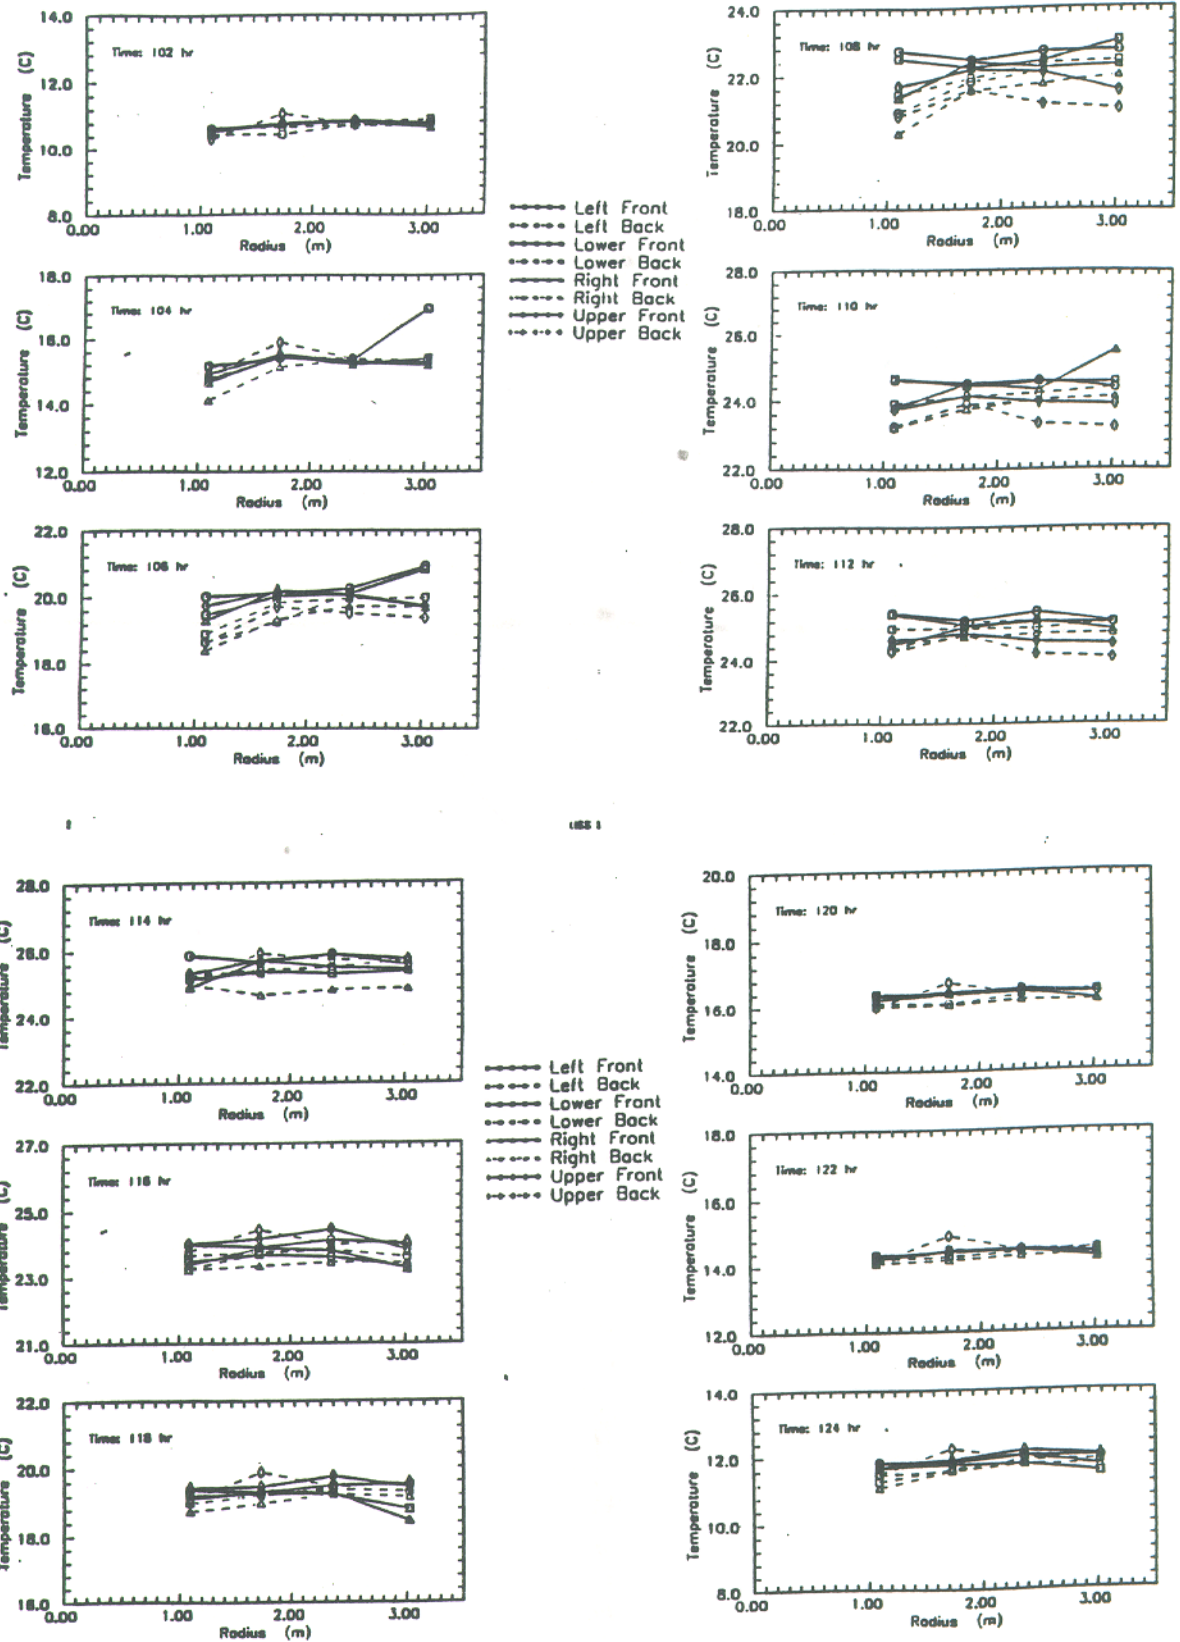 14.0
12.0
10.0
8.0
Temperature (C)
Time: 102 hr
0.00 1.00 2.00 3.00
Radius (m)
18.0
16.0
14.0
12.0
Temperature (C)
Time: 104 hr
0.00 1.00 2.00 3.00
Radius (m)
22.0
20.0
18.0
16.0
Temperature (C)
Time: 106 hr
0.00 1.00 2.00 3.00
Radius (m)
Left Front
Left Back
Lower Front
Lower Back
Right Front
Right Back
Upper Front
Upper Back
24.0
22.0
20.0
18.0
Temperature (C)
Time: 108 hr
0.00 1.00 2.00 3.00
Radius (m)
28.0
26.0
24.0
22.0
Temperature (C)
Time: 110 hr
0.00 1.00 2.00 3.00
Radius (m)
28.0
26.0
24.0
22.0
Temperature (C)
Time: 112 hr
0.00 1.00 2.00 3.00
Radius (m)
28.0
26.0
24.0
22.0
Temperature (C)
Time: 114 hr
0.00 1.00 2.00 3.00
Radius (m)
27.0
25.0
23.0
21.0
Temperature (C)
Time: 116 hr
0.00 1.00 2.00 3.00
Radius (m)
22.0
20.0
18.0
16.0
Temperature (C)
Time: 118 hr
0.00 1.00 2.00 3.00
Radius (m)
Left Front
Left Back
Lower Front
Lower Back
Right Front
Right Back
Upper Front
Upper Back
20.0
18.0
16.0
14.0
Temperature (C)
Time: 120 hr
0.00 1.00 2.00 3.00
Radius (m)
18.0
16.0
14.0
12.0
Temperature (C)
Time: 122 hr
0.00 1.00 2.00 3.00
Radius (m)
14.0
12.0
10.0
8.0
Temperature (C)
Time: 124 hr
0.00 1.00 2.00 3.00
Radius (m)